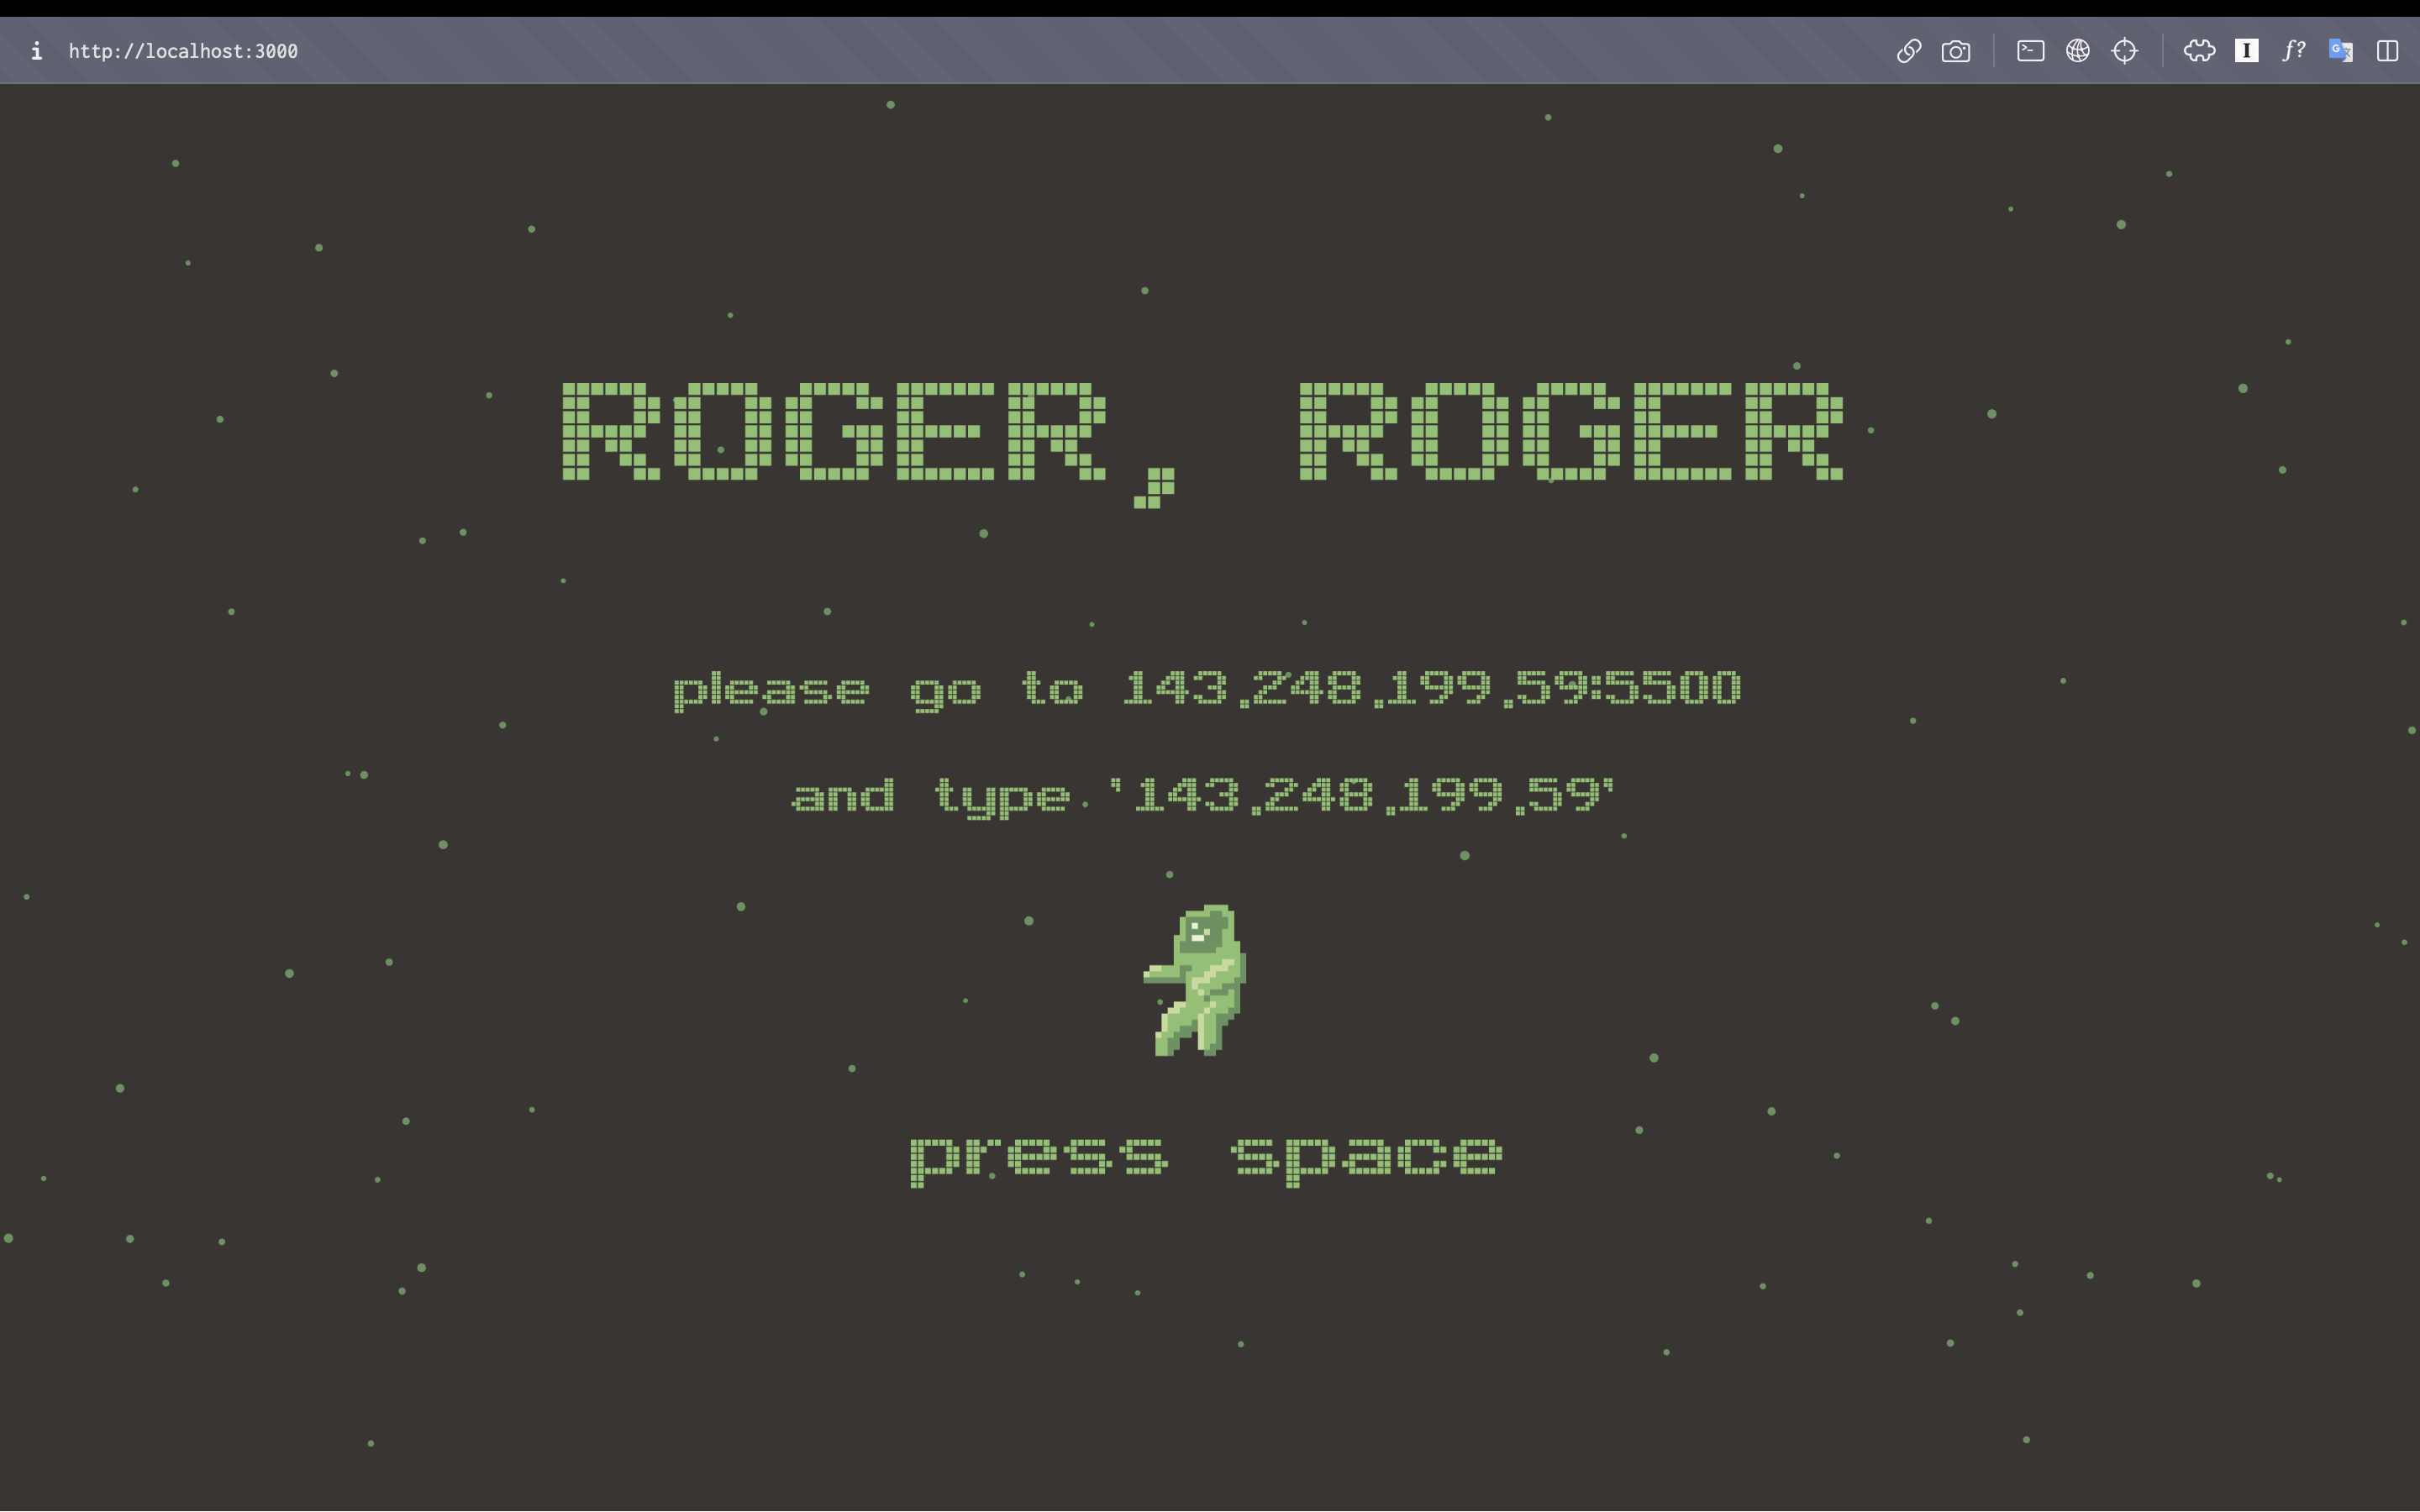 http://localhost:3000
ROGER, ROGER
please go to 143.248.199.59:5500
and type '143.248.199.59'
press space